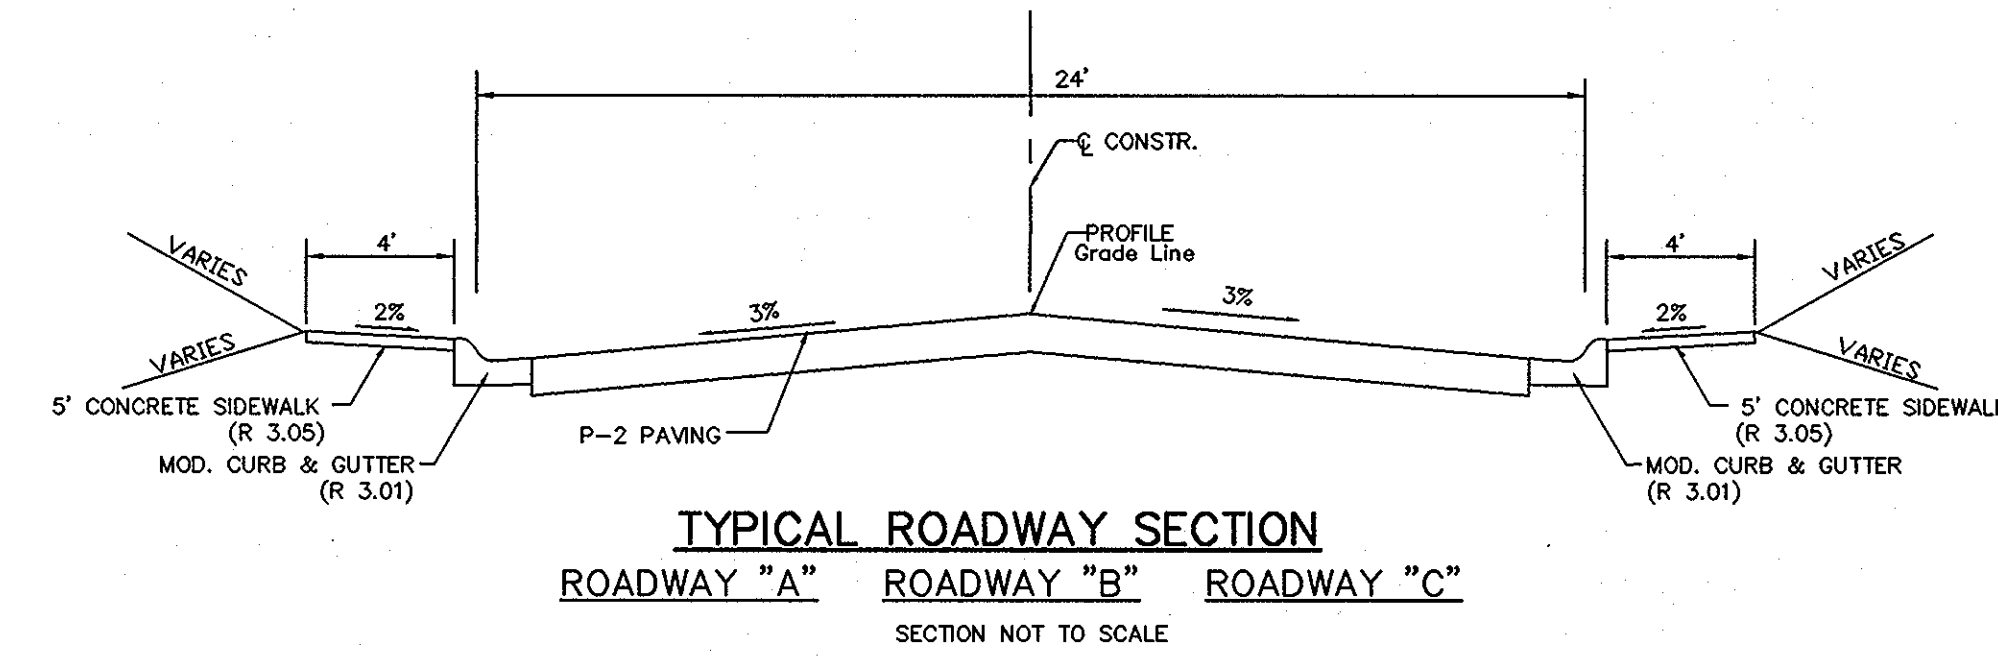 24'
℄ CONSTR.
PROFILE
Grade Line
VARIES
4'
4'
VARIES
2%
3%
3%
2%
VARIES
VARIES
5' CONCRETE SIDEWALK
(R 3.05)
MOD. CURB & GUTTER
(R 3.01)
P-2 PAVING
5' CONCRETE SIDEWAL
(R 3.05)
MOD. CURB & GUTTER
(R 3.01)
TYPICAL ROADWAY SECTION
ROADWAY "A" ROADWAY "B" ROADWAY "C"
SECTION NOT TO SCALE